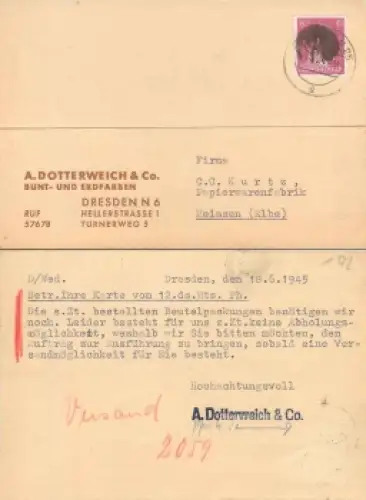 A. DOTTERWEICH & Co.
BUNT- UND ERDFARBEN
DRESDEN N 6
RUF HELLERSTRASSE 1
57678 TURNERWEG 5
Firma
C.C. Kurtz,
Papierwarenfabrik
Meissen (Elbe)
D/Wed. Dresden, den 18.6.1945
Betr.Ihre Karte von 12.ds.Mts. Ph.
Die s.Zt. bestellten Beutelpackungen benötigen wir
noch. Leider besteht für uns z.Zt.keine Abholungs-
möglichkeit, weshalb wir Sie bitten möchten, den
Auftrag zur Ausführung zu bringen, sobald eine Ver-
sandmöglichkeit für Sie besteht.
Hochachtungsvoll
A. Dotterweich & Co.
Versand
2059